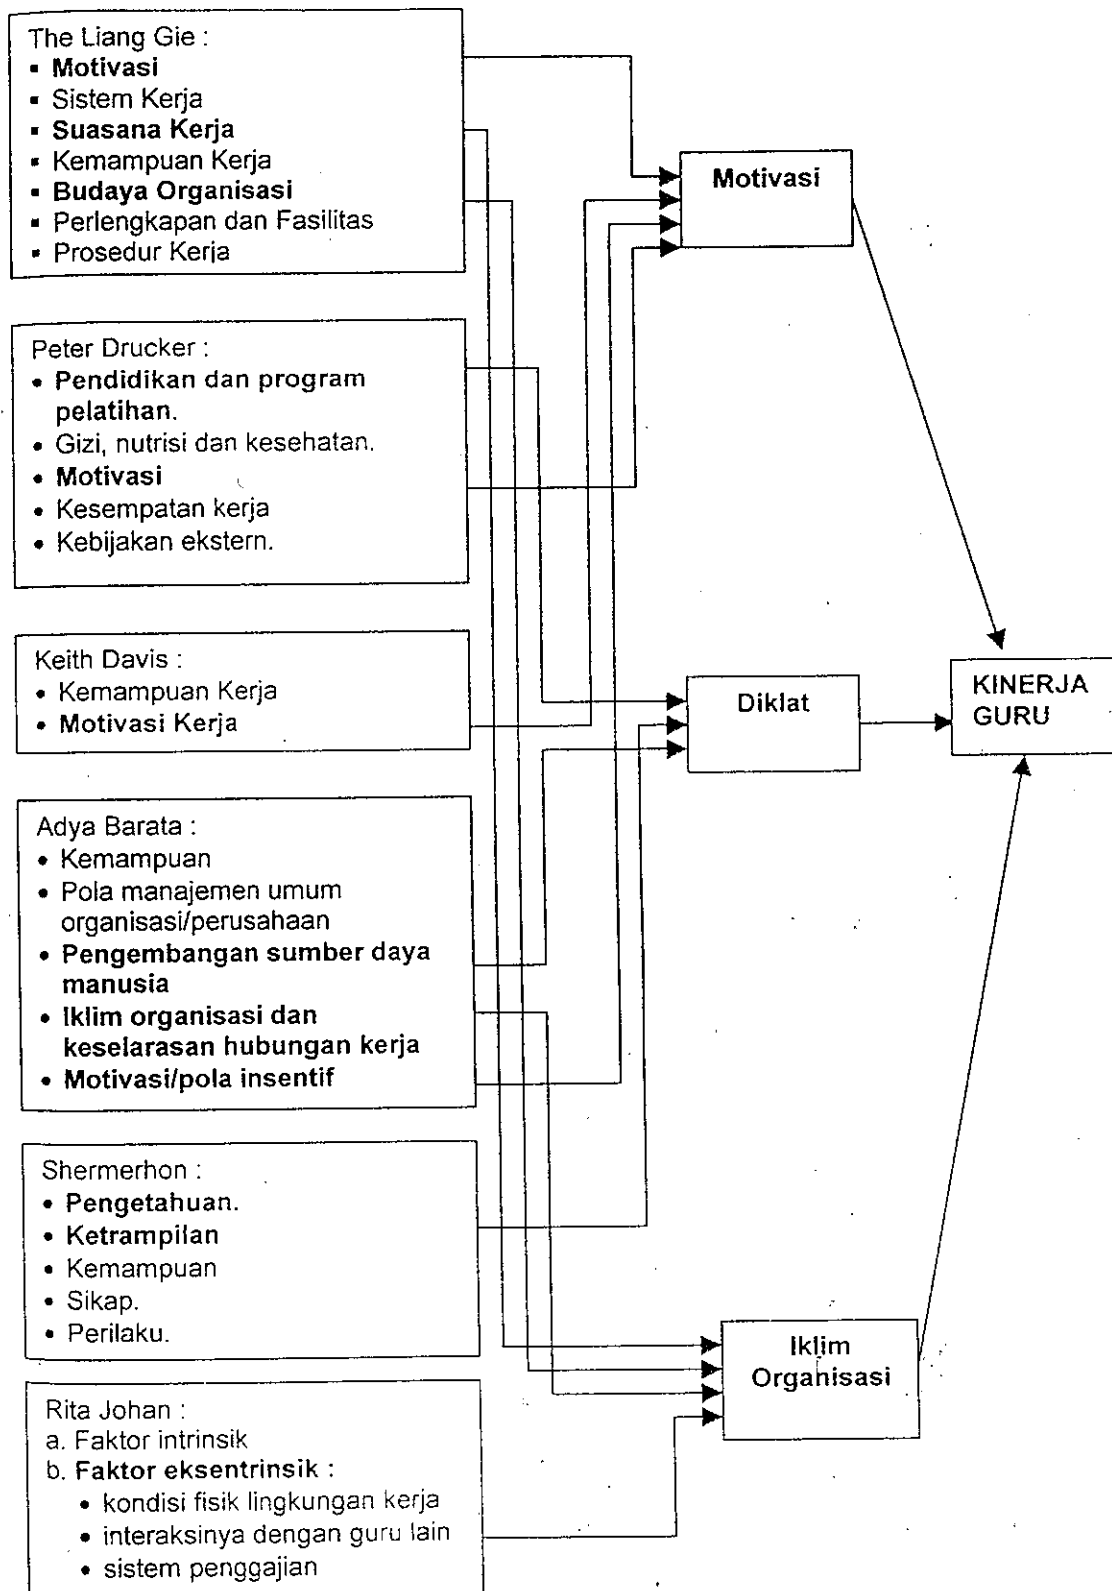 The Liang Gie :
▪ Motivasi
▪ Sistem Kerja
▪ Suasana Kerja
▪ Kemampuan Kerja
▪ Budaya Organisasi
▪ Perlengkapan dan Fasilitas
▪ Prosedur Kerja
Peter Drucker :
• Pendidikan dan program
pelatihan.
• Gizi, nutrisi dan kesehatan.
• Motivasi
• Kesempatan kerja
• Kebijakan ekstern.
Keith Davis :
• Kemampuan Kerja
• Motivasi Kerja
Adya Barata :
• Kemampuan
• Pola manajemen umum
organisasi/perusahaan
• Pengembangan sumber daya
manusia
• Iklim organisasi dan
keselarasan hubungan kerja
• Motivasi/pola insentif
Shermerhon :
• Pengetahuan.
• Ketrampilan
• Kemampuan
• Sikap.
• Perilaku.
Rita Johan :
a. Faktor intrinsik
b. Faktor eksentrinsik :
• kondisi fisik lingkungan kerja
• interaksinya dengan guru lain
• sistem penggajian
Motivasi
Diklat
Iklim
Organisasi
KINERJA
GURU